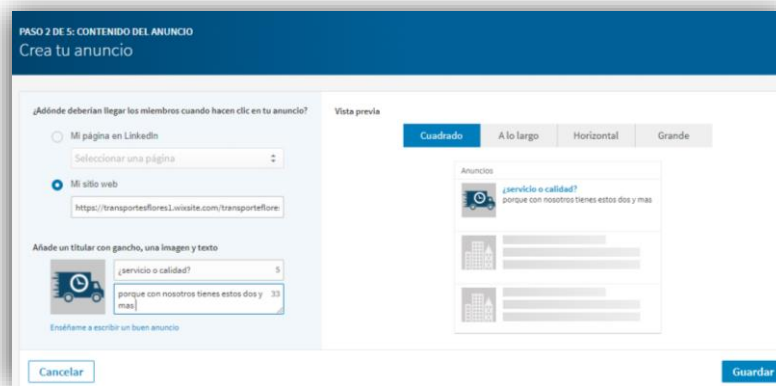 PASO 2 DE 5: CONTENIDO DEL ANUNCIO
Crea tu anuncio
¿Adónde deberían llegar los miembros cuando hacen clic en tu anuncio?
Mi página en LinkedIn
Seleccionar una página
Mi sitio web
https://transportesflores1.wixsite.com/transporteflore
Añade un titular con gancho, una imagen y texto
¿servicio o calidad? 5
porque con nosotros tienes estos dos y 33
mas
Enséñame a escribir un buen anuncio
Vista previa
Cuadrado A lo largo Horizontal Grande
Anuncios
¿servicio o calidad?
porque con nosotros tienes estos dos y mas
Cancelar
Guardar